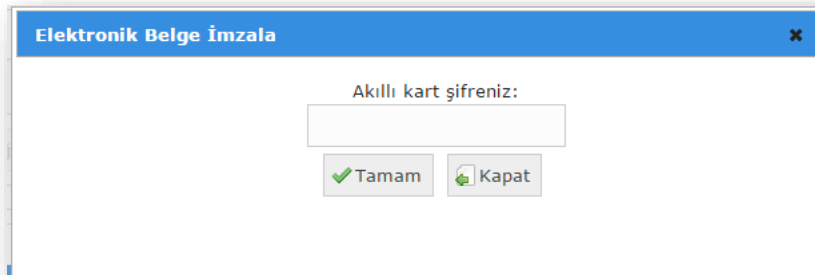 Elektronik Belge İmzala
Akıllı kart şifreniz:
Tamam Kapat